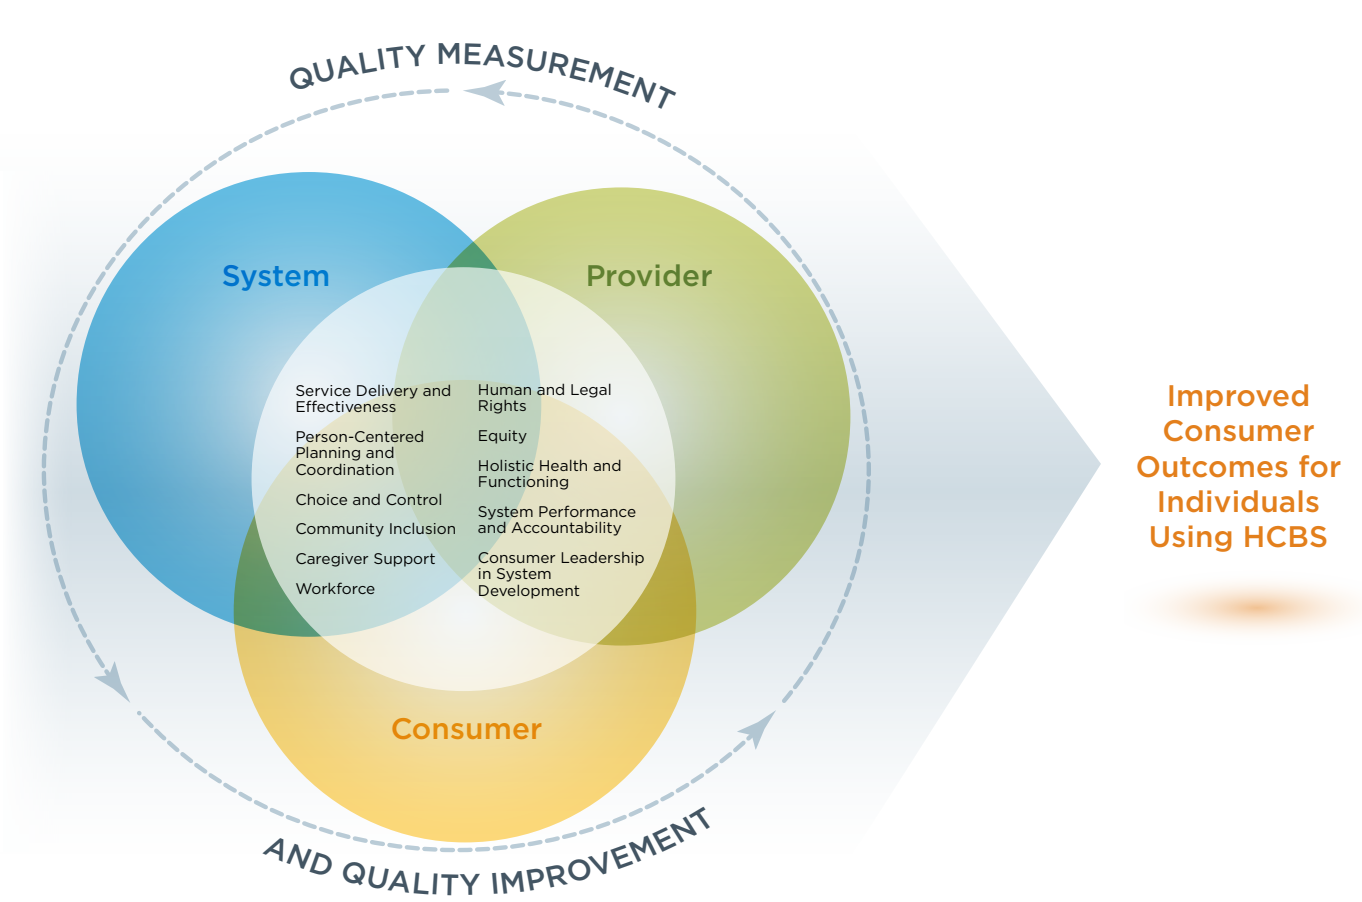 QUALITY MEASUREMENT
System
Provider
Service Delivery and
Effectiveness
Person-Centered
Planning and
Coordination
Choice and Control
Community Inclusion
Caregiver Support
Workforce
Human and Legal
Rights
Equity
Holistic Health and
Functioning
System Performance
and Accountability
Consumer Leadership
in System
Development
Consumer
AND QUALITY IMPROVEMENT
Improved
Consumer
Outcomes for
Individuals
Using HCBS